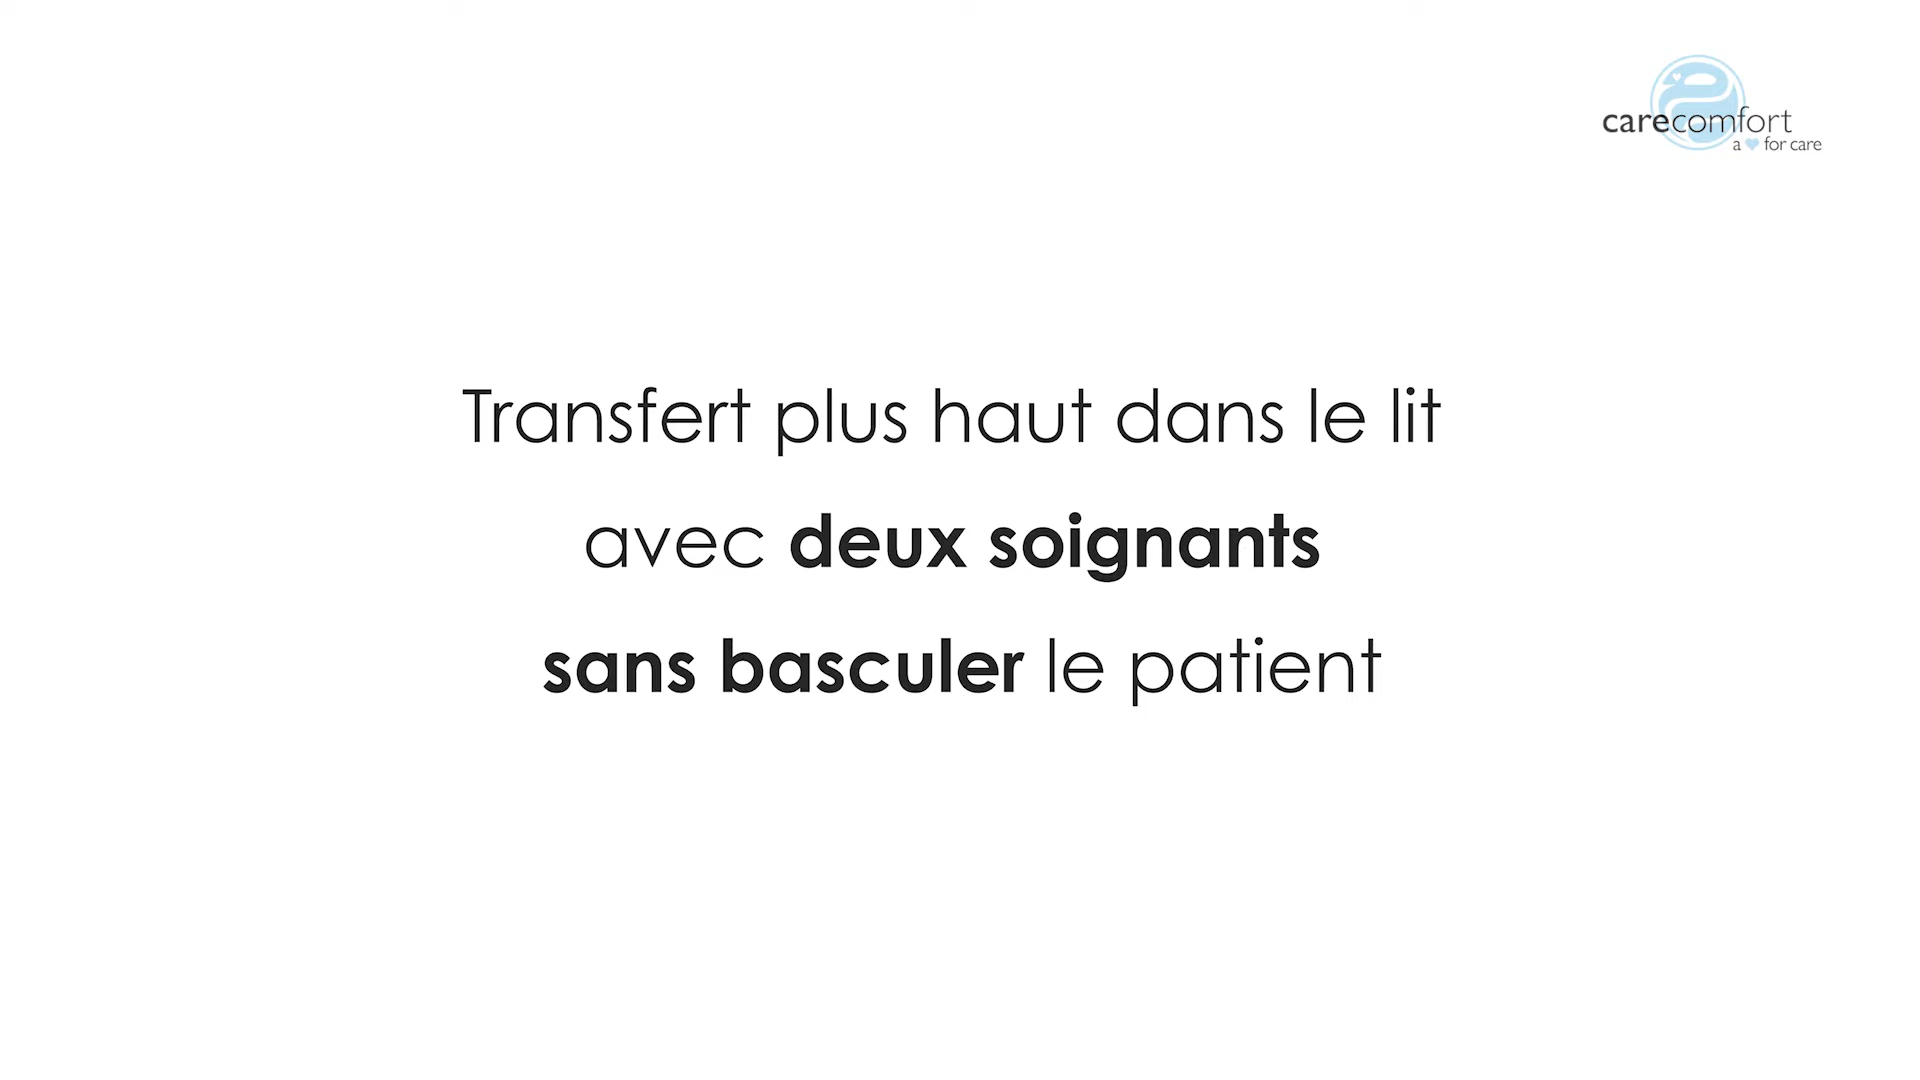 carecomfort
a for care
Transfert plus haut dans le lit
avec deux soignants
sans basculer le patient